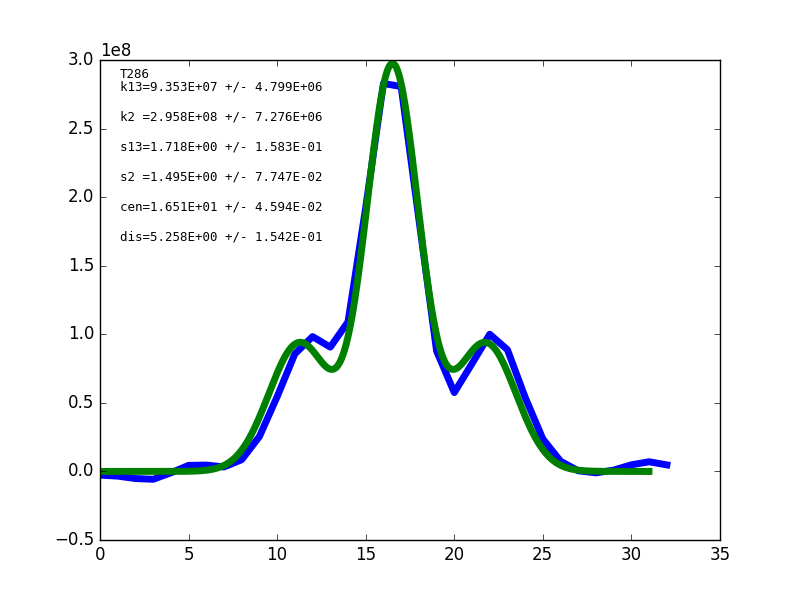 1e8
3.0
T286
k13=9.353E+07 +/- 4.799E+06
2.5
k2 =2.958E+08 +/- 7.276E+06
s13=1.718E+00 +/- 1.583E-01
2.0
s2 =1.495E+00 +/- 7.747E-02
cen=1.651E+01 +/- 4.594E-02
dis=5.258E+00 +/- 1.542E-01
1.5
1.0
0.5
0.0
−0.5
0 5 10 15 20 25 30 35